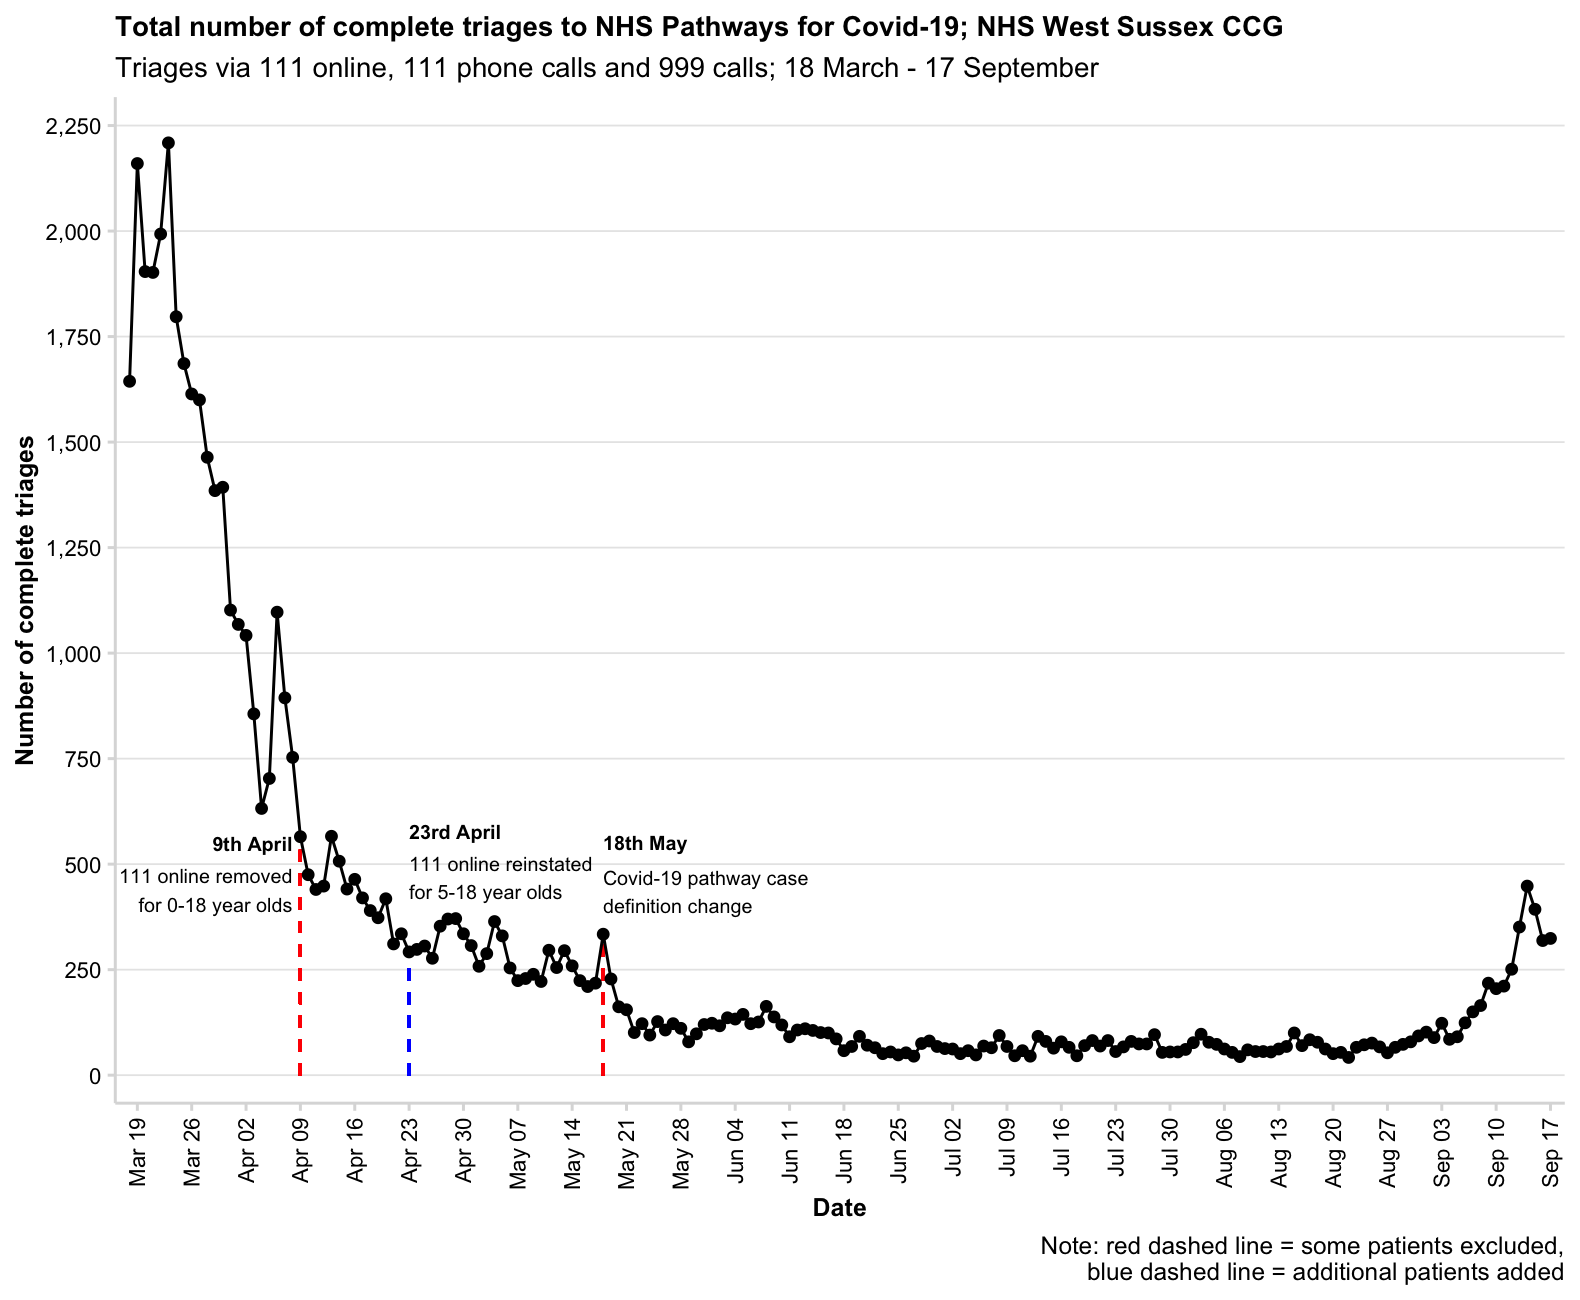 Total number of complete triages to NHS Pathways for Covid-19; NHS West Sussex CCG
Triages via 111 online, 111 phone calls and 999 calls; 18 March - 17 September
Number of complete triages
2,250
2,000
1,750
1,500
1,250
1,000
750
500
250
0
9th April
111 online removed
for 0-18 year olds
23rd April
111 online reinstated
for 5-18 year olds
18th May
Covid-19 pathway case
definition change
Mar 19
Mar 26
Apr 02
Apr 09
Apr 16
Apr 23
Apr 30
May 07
May 14
May 21
May 28
Jun 04
Jun 11
Jun 18
Jun 25
Jul 02
Jul 09
Jul 16
Jul 23
Jul 30
Aug 06
Aug 13
Aug 20
Aug 27
Sep 03
Sep 10
Sep 17
Date
Note: red dashed line = some patients excluded,
blue dashed line = additional patients added